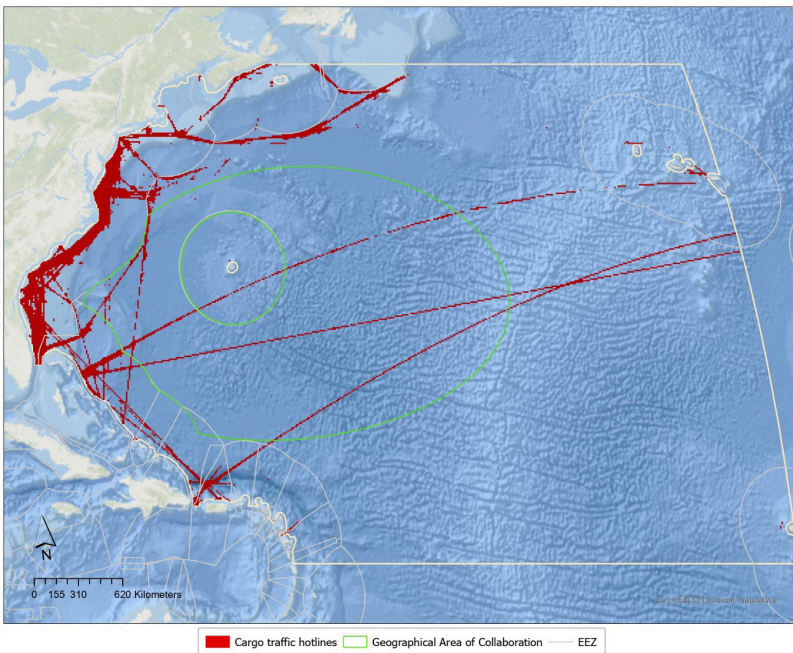 N
0 155 310 620 Kilometers
Cargo traffic hotlines Geographical Area of Collaboration EEZ